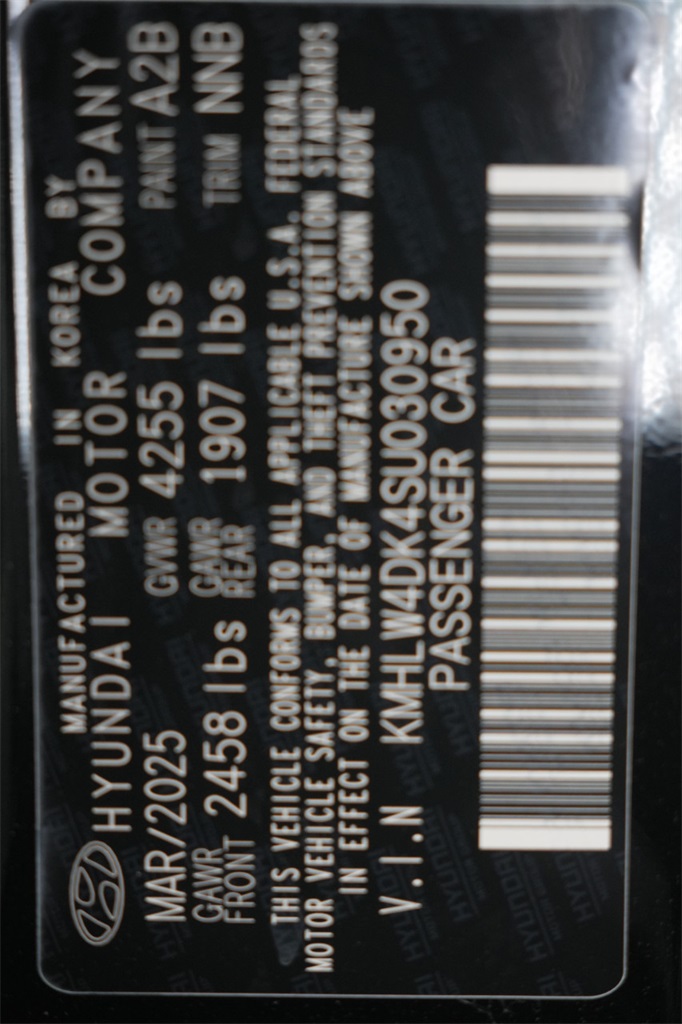 MANUFACTURED IN KOREA BY
HYUNDAI MOTOR COMPANY
MAR/2025 GVWR 4255 lbs PAINT A2B
GAWR FRONT 2458 lbs GAWR REAR 1907 lbs TRIM NNB
THIS VEHICLE CONFORMS TO ALL APPLICABLE U.S.A. FEDERAL
MOTOR VEHICLE SAFETY, BUMPER, AND THEFT PREVENTION STANDARDS
IN EFFECT ON THE DATE OF MANUFACTURE SHOWN ABOVE
V.I.N KMHLW4DK4SU030950
PASSENGER CAR